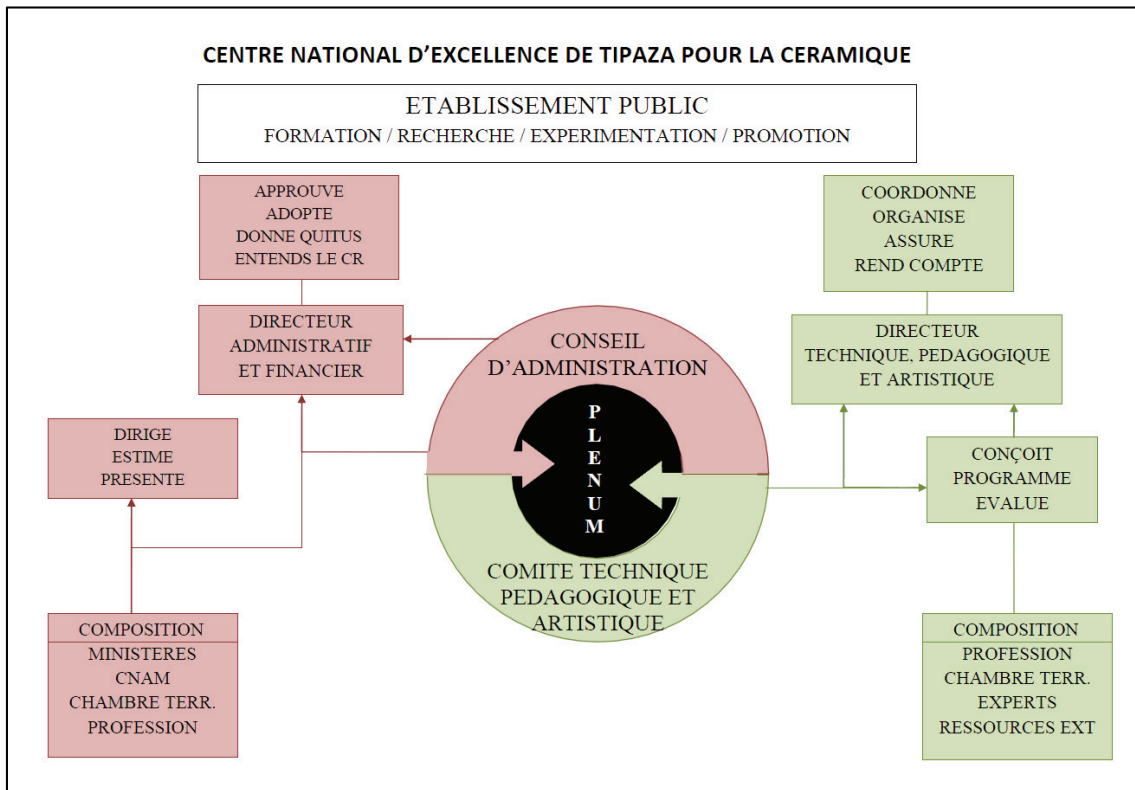 CENTRE NATIONAL D'EXCELLENCE DE TIPAZA POUR LA CERAMIQUE
ETABLISSEMENT PUBLIC
FORMATION / RECHERCHE / EXPERIMENTATION / PROMOTION
APPROUVE
ADOPTE
DONNE QUITUS
ENTENDS LE CR
COORDONNE
ORGANISE
ASSURE
REND COMPTE
DIRECTEUR
ADMINISTRATIF
ET FINANCIER
CONSEIL
D'ADMINISTRATION
DIRECTEUR
TECHNIQUE, PEDAGOGIQUE
ET ARTISTIQUE
DIRIGE
ESTIME
PRESENTE
PLENUM
CONÇOIT
PROGRAMME
EVALUE
COMITE TECHNIQUE
PEDAGOGIQUE ET
ARTISTIQUE
COMPOSITION
MINISTERES
CNAM
CHAMBRE TERR.
PROFESSION
COMPOSITION
PROFESSION
CHAMBRE TERR.
EXPERTS
RESSOURCES EXT